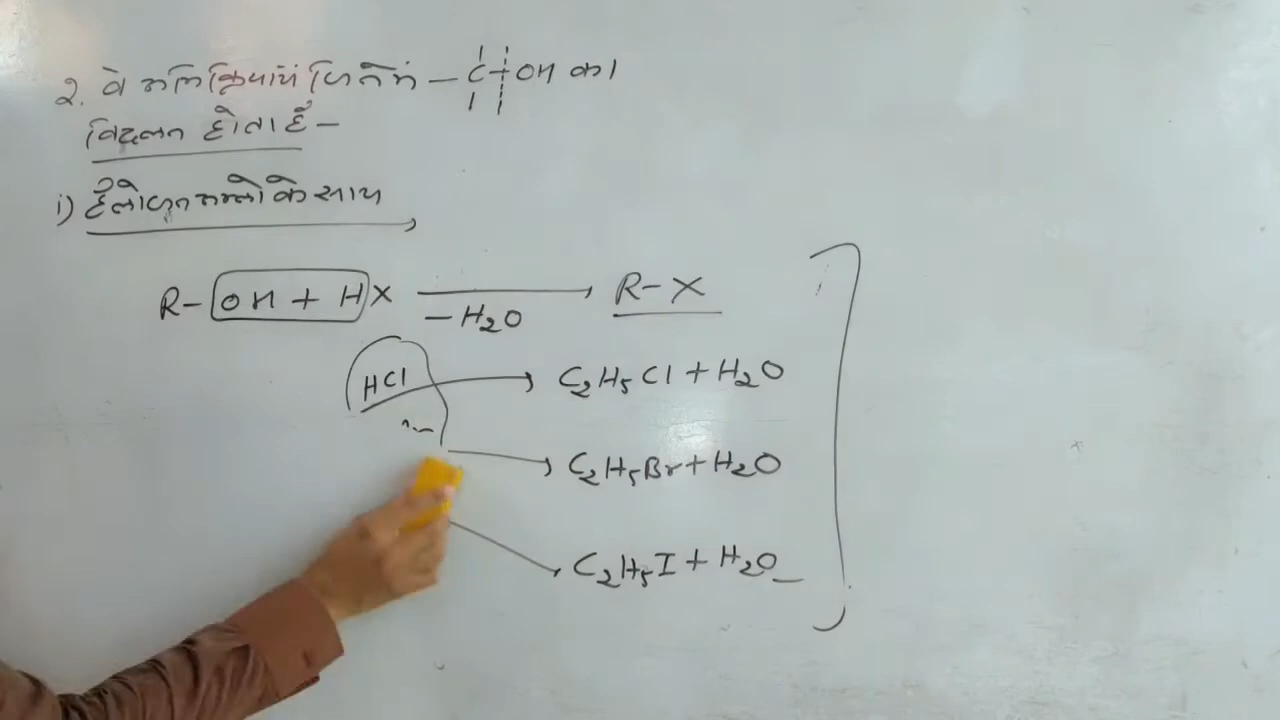 2. वे अभिक्रियायें जिनमें – C – OH का
विदलन होता है –
i) हैलोजन अम्लो के साथ
R – OH + HX → R – X
– H₂O
HCl → C₂H₅Cl + H₂O
→ C₂H₅Br + H₂O
→ C₂H₅I + H₂O